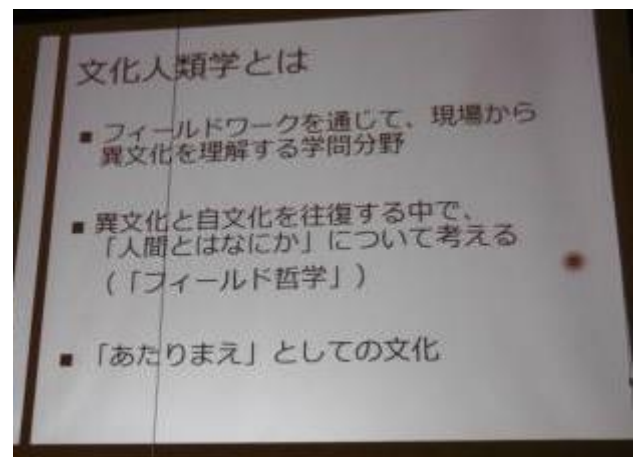 文化人類学とは
■ フィールドワークを通じて、現場から
異文化を理解する学問分野
■ 異文化と自文化を往復する中で、
「人間とはなにか」について考える
(「フィールド哲学」)
■ 「あたりまえ」としての文化